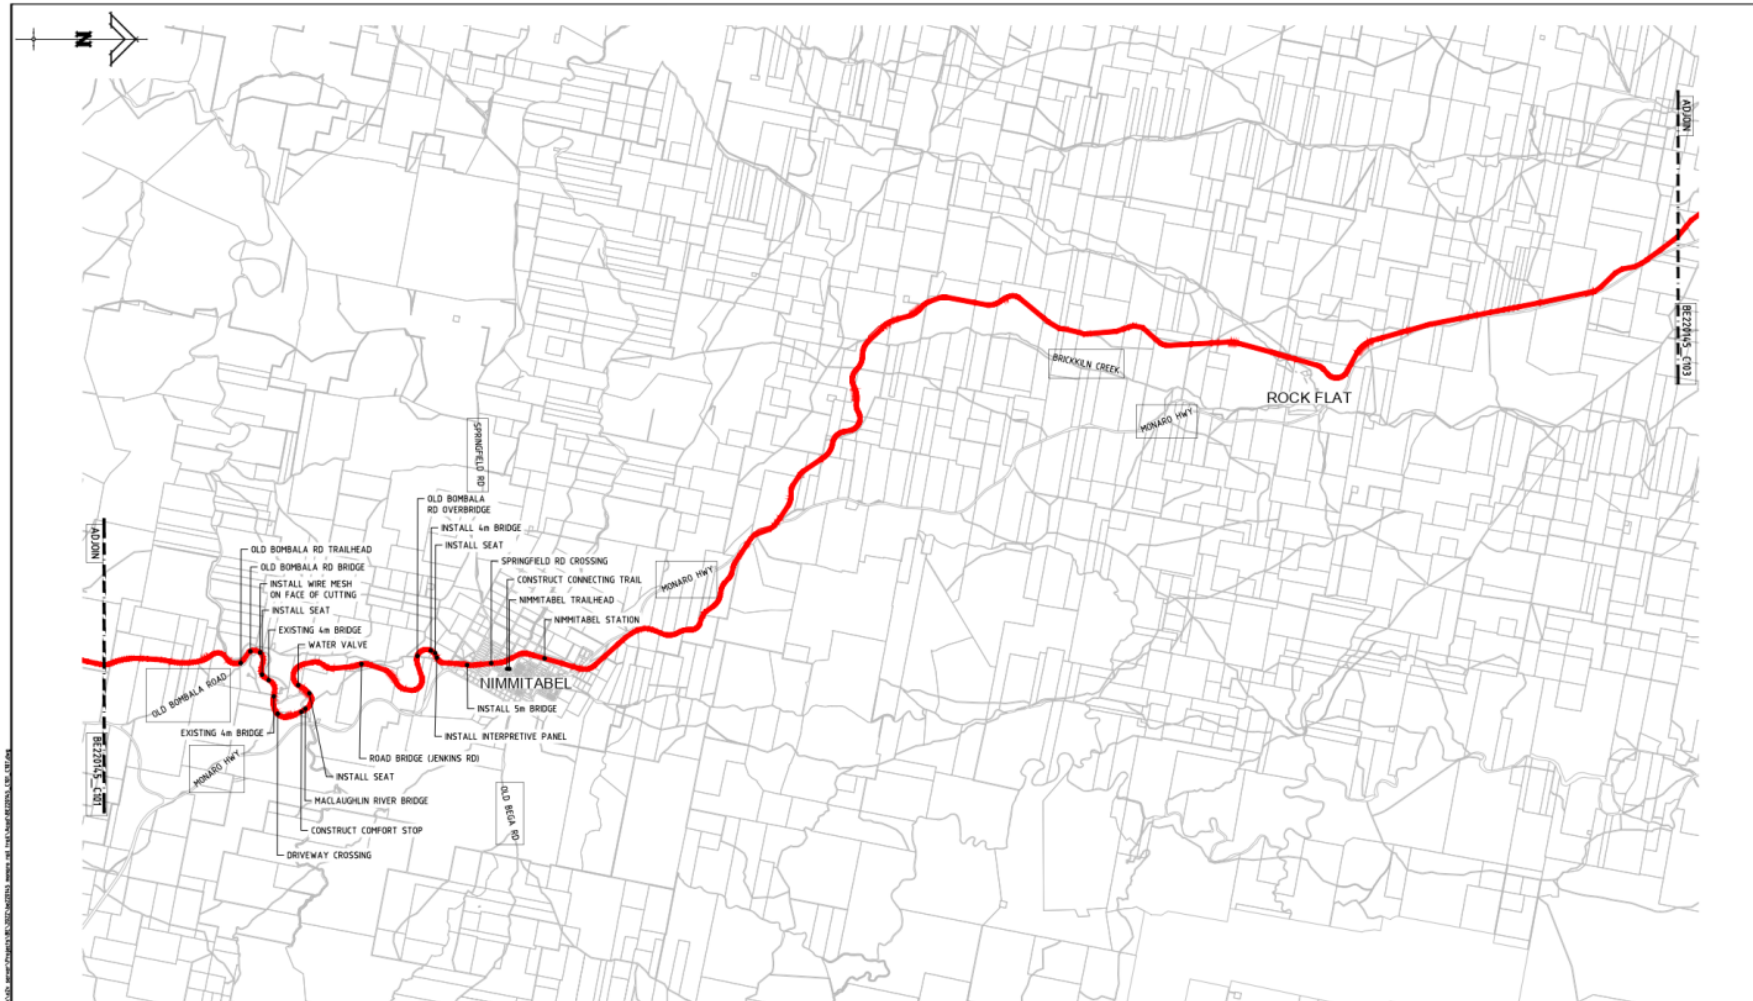 N
ADJOIN
BE220145_C103
BRICKKILN CREEK
ROCK FLAT
MONARO HWY
SPRINGFIELD RD
OLD BOMBALA
RD OVERBRIDGE
INSTALL 4m BRIDGE
INSTALL SEAT
SPRINGFIELD RD CROSSING
CONSTRUCT CONNECTING TRAIL
NIMMITABEL TRAILHEAD
NIMMITABEL STATION
MONARO HWY
ADJOIN
BE220145_C101
OLD BOMBALA RD TRAILHEAD
OLD BOMBALA RD BRIDGE
INSTALL WIRE MESH
ON FACE OF CUTTING
INSTALL SEAT
EXISTING 4m BRIDGE
WATER VALVE
NIMMITABEL
OLD BOMBALA ROAD
INSTALL 5m BRIDGE
EXISTING 4m BRIDGE
INSTALL INTERPRETIVE PANEL
MONARO HWY
ROAD BRIDGE (JENKINS RD)
INSTALL SEAT
MACLAUGHLIN RIVER BRIDGE
OLD BEGA RD
CONSTRUCT COMFORT STOP
DRIVEWAY CROSSING